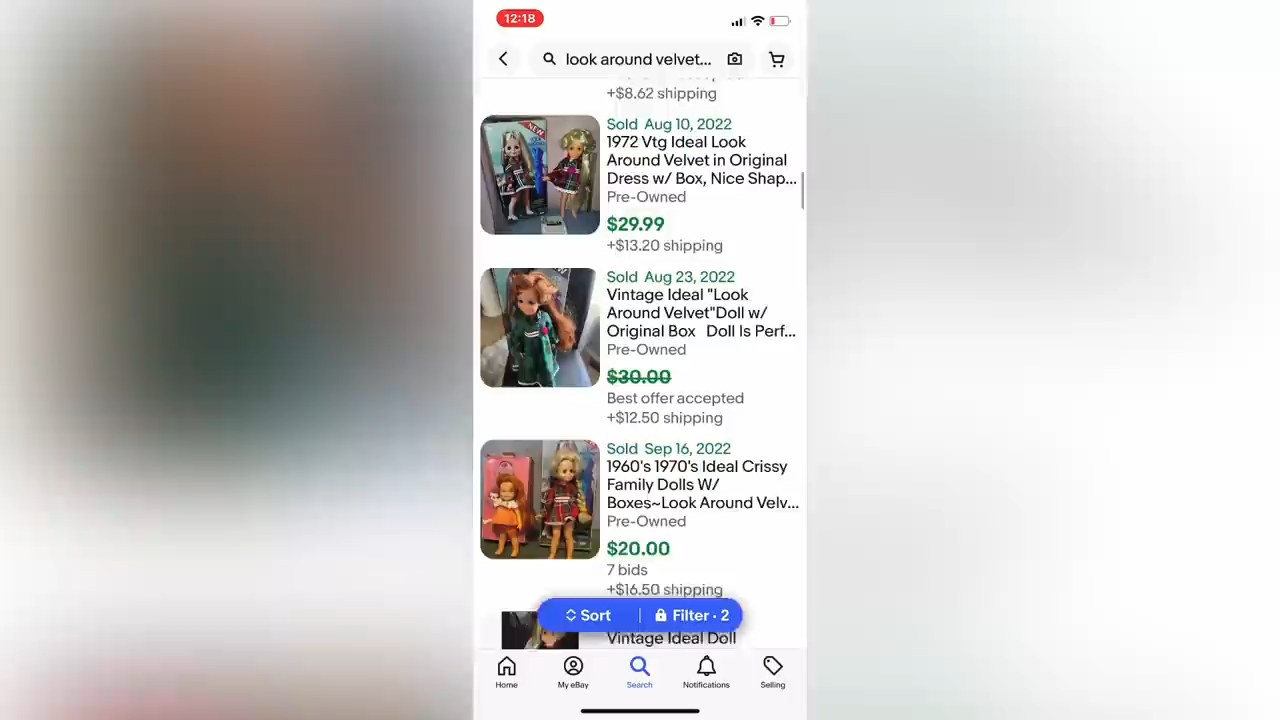 12:18
look around velvet...
+$8.62 shipping
Sold Aug 10, 2022
1972 Vtg Ideal Look
Around Velvet in Original
Dress w/ Box, Nice Shap...
Pre-Owned
$29.99
+$13.20 shipping
Sold Aug 23, 2022
Vintage Ideal "Look
Around Velvet"Doll w/
Original Box Doll Is Perf...
Pre-Owned
$30.00
Best offer accepted
+$12.50 shipping
Sold Sep 16, 2022
1960's 1970's Ideal Crissy
Family Dolls W/
Boxes~Look Around Velv...
Pre-Owned
$20.00
7 bids
+$16.50 shipping
Sort
Filter · 2
Vintage Ideal Doll
Home
My eBay
Search
Notifications
Selling